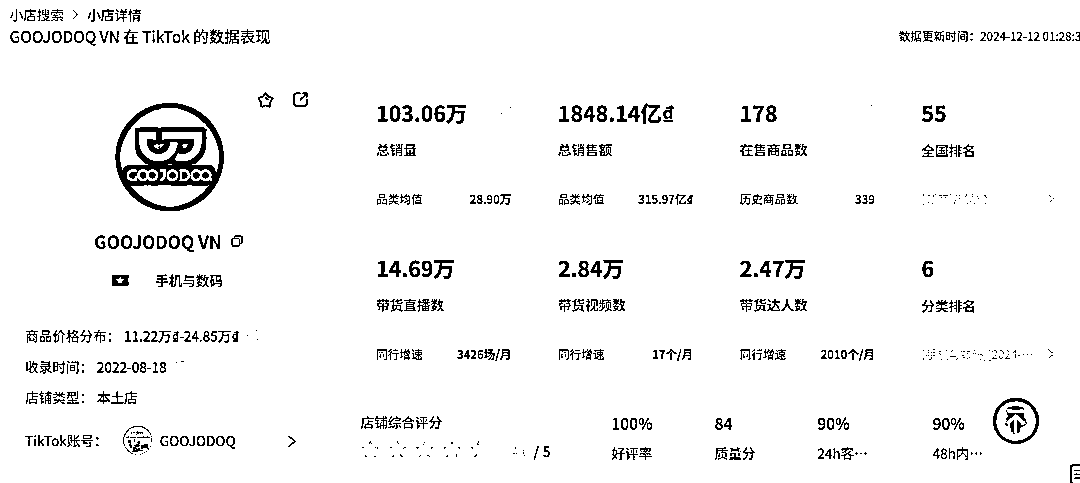 小店搜索 > 小店详情
GOOJODOQ VN 在 TikTok 的数据表现
数据更新时间：2024-12-12 01:28:3
GOOJODOQ
GOOJODOQ VN
手机与数码
商品价格分布： 11.22万₫-24.85万₫
收录时间： 2022-08-18
店铺类型： 本土店
TikTok账号： GOOJODOQ
103.06万 1848.14亿₫ 178 55
总销量 总销售额 在售商品数 全国排名
品类均值 28.90万 品类均值 315.97亿₫ 历史商品数 339
14.69万 2.84万 2.47万 6
带货直播数 带货视频数 带货达人数 分类排名
同行增速 3426场/月 同行增速 17个/月 同行增速 2010个/月
店铺综合评分 100% 84 90% 90%
/ 5 好评率 质量分 24h客… 48h内…